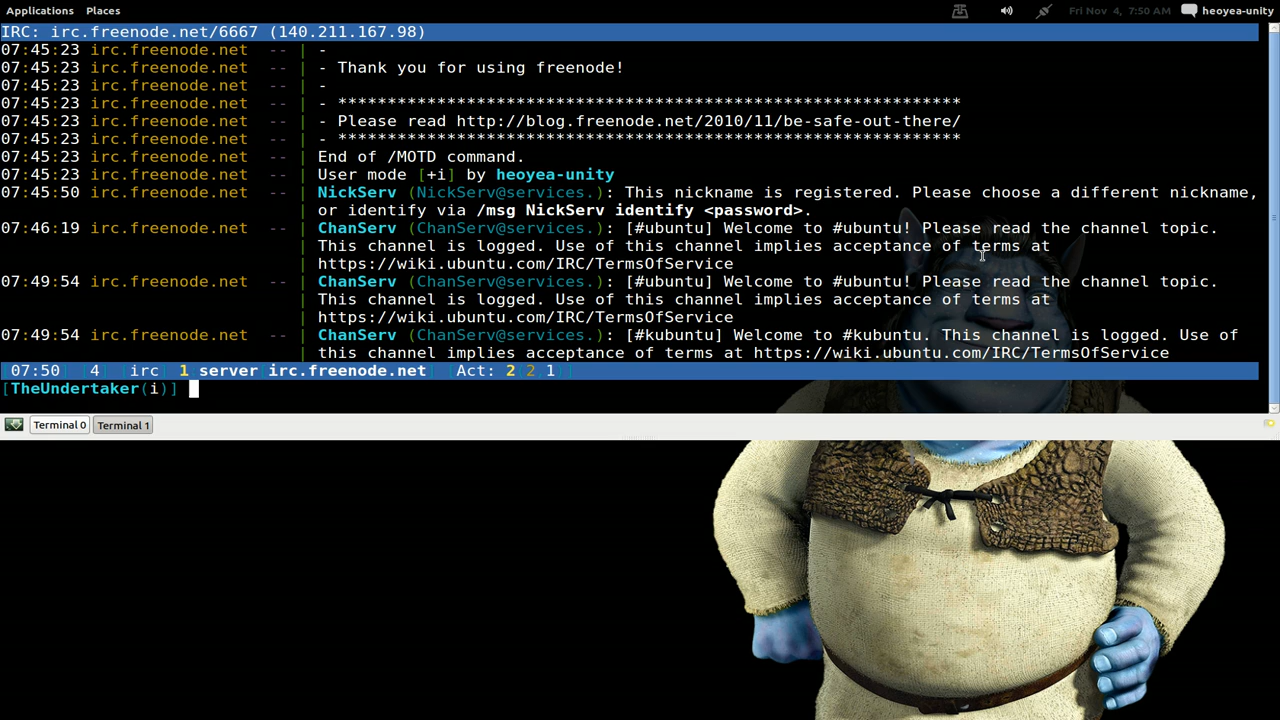 Applications Places Fri Nov 4, 7:50 AM heoyea-unity
IRC: irc.freenode.net/6667 (140.211.167.98)
07:45:23 irc.freenode.net -- | -
07:45:23 irc.freenode.net -- | - Thank you for using freenode!
07:45:23 irc.freenode.net -- | -
07:45:23 irc.freenode.net -- | - ***************************************************************
07:45:23 irc.freenode.net -- | - Please read http://blog.freenode.net/2010/11/be-safe-out-there/
07:45:23 irc.freenode.net -- | - ***************************************************************
07:45:23 irc.freenode.net -- | End of /MOTD command.
07:45:23 irc.freenode.net -- | User mode [+i] by heoyea-unity
07:45:50 irc.freenode.net -- | NickServ (NickServ@services.): This nickname is registered. Please choose a different nickname,
| or identify via /msg NickServ identify <password>.
07:46:19 irc.freenode.net -- | ChanServ (ChanServ@services.): [#ubuntu] Welcome to #ubuntu! Please read the channel topic.
| This channel is logged. Use of this channel implies acceptance of terms at
| https://wiki.ubuntu.com/IRC/TermsOfService
07:49:54 irc.freenode.net -- | ChanServ (ChanServ@services.): [#ubuntu] Welcome to #ubuntu! Please read the channel topic.
| This channel is logged. Use of this channel implies acceptance of terms at
| https://wiki.ubuntu.com/IRC/TermsOfService
07:49:54 irc.freenode.net -- | ChanServ (ChanServ@services.): [#kubuntu] Welcome to #kubuntu. This channel is logged. Use of
| this channel implies acceptance of terms at https://wiki.ubuntu.com/IRC/TermsOfService
[07:50] [4] [irc] 1 server[irc.freenode.net] [Act: 2(2,1)]
[TheUndertaker(i)]
Terminal 0 Terminal 1